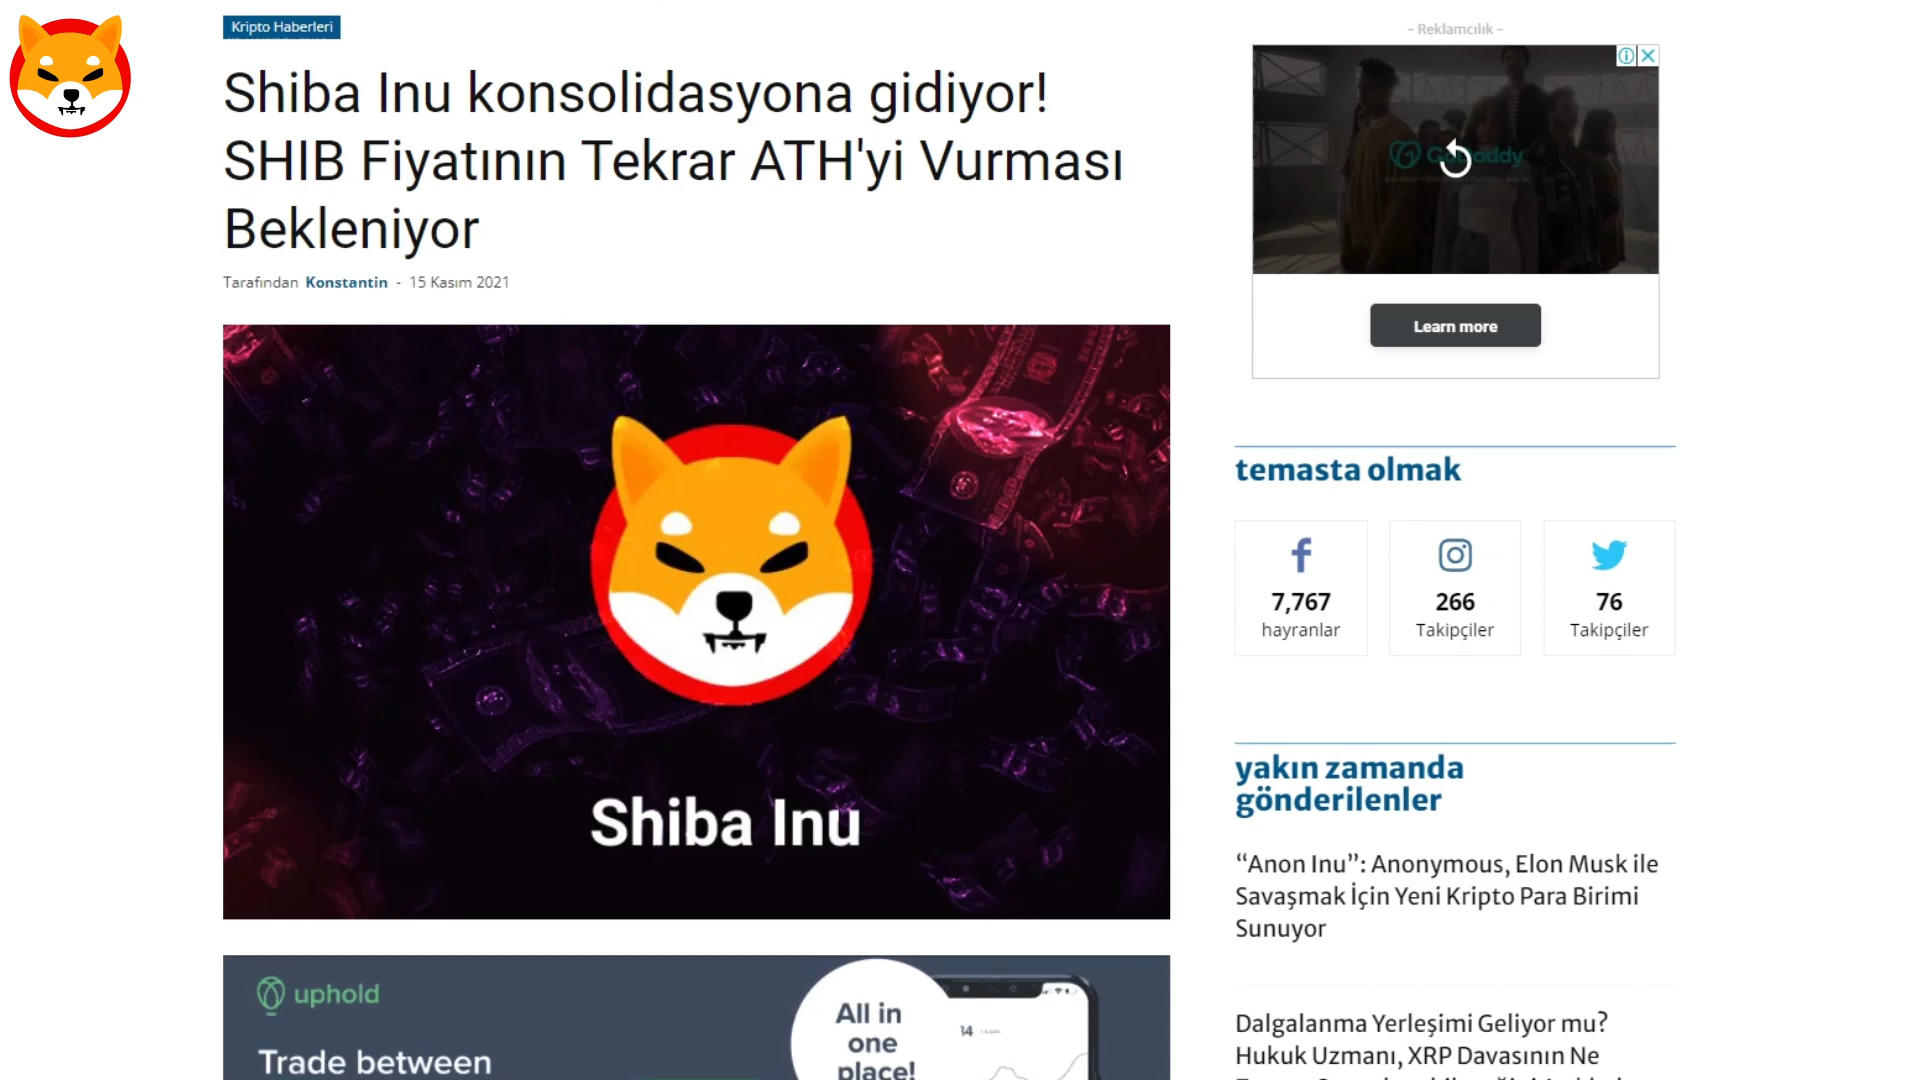 Kripto Haberleri
Shiba Inu konsolidasyona gidiyor!
SHIB Fiyatının Tekrar ATH'yi Vurması
Bekleniyor
Tarafından Konstantin - 15 Kasım 2021
Shiba Inu
uphold
Trade between
All in
one
place!
- Reklamcılık -
GoDaddy
Learn more
temasta olmak
7,767
hayranlar
266
Takipçiler
76
Takipçiler
yakın zamanda
gönderilenler
“Anon Inu”: Anonymous, Elon Musk ile
Savaşmak İçin Yeni Kripto Para Birimi
Sunuyor
Dalgalanma Yerleşimi Geliyor mu?
Hukuk Uzmanı, XRP Davasının Ne